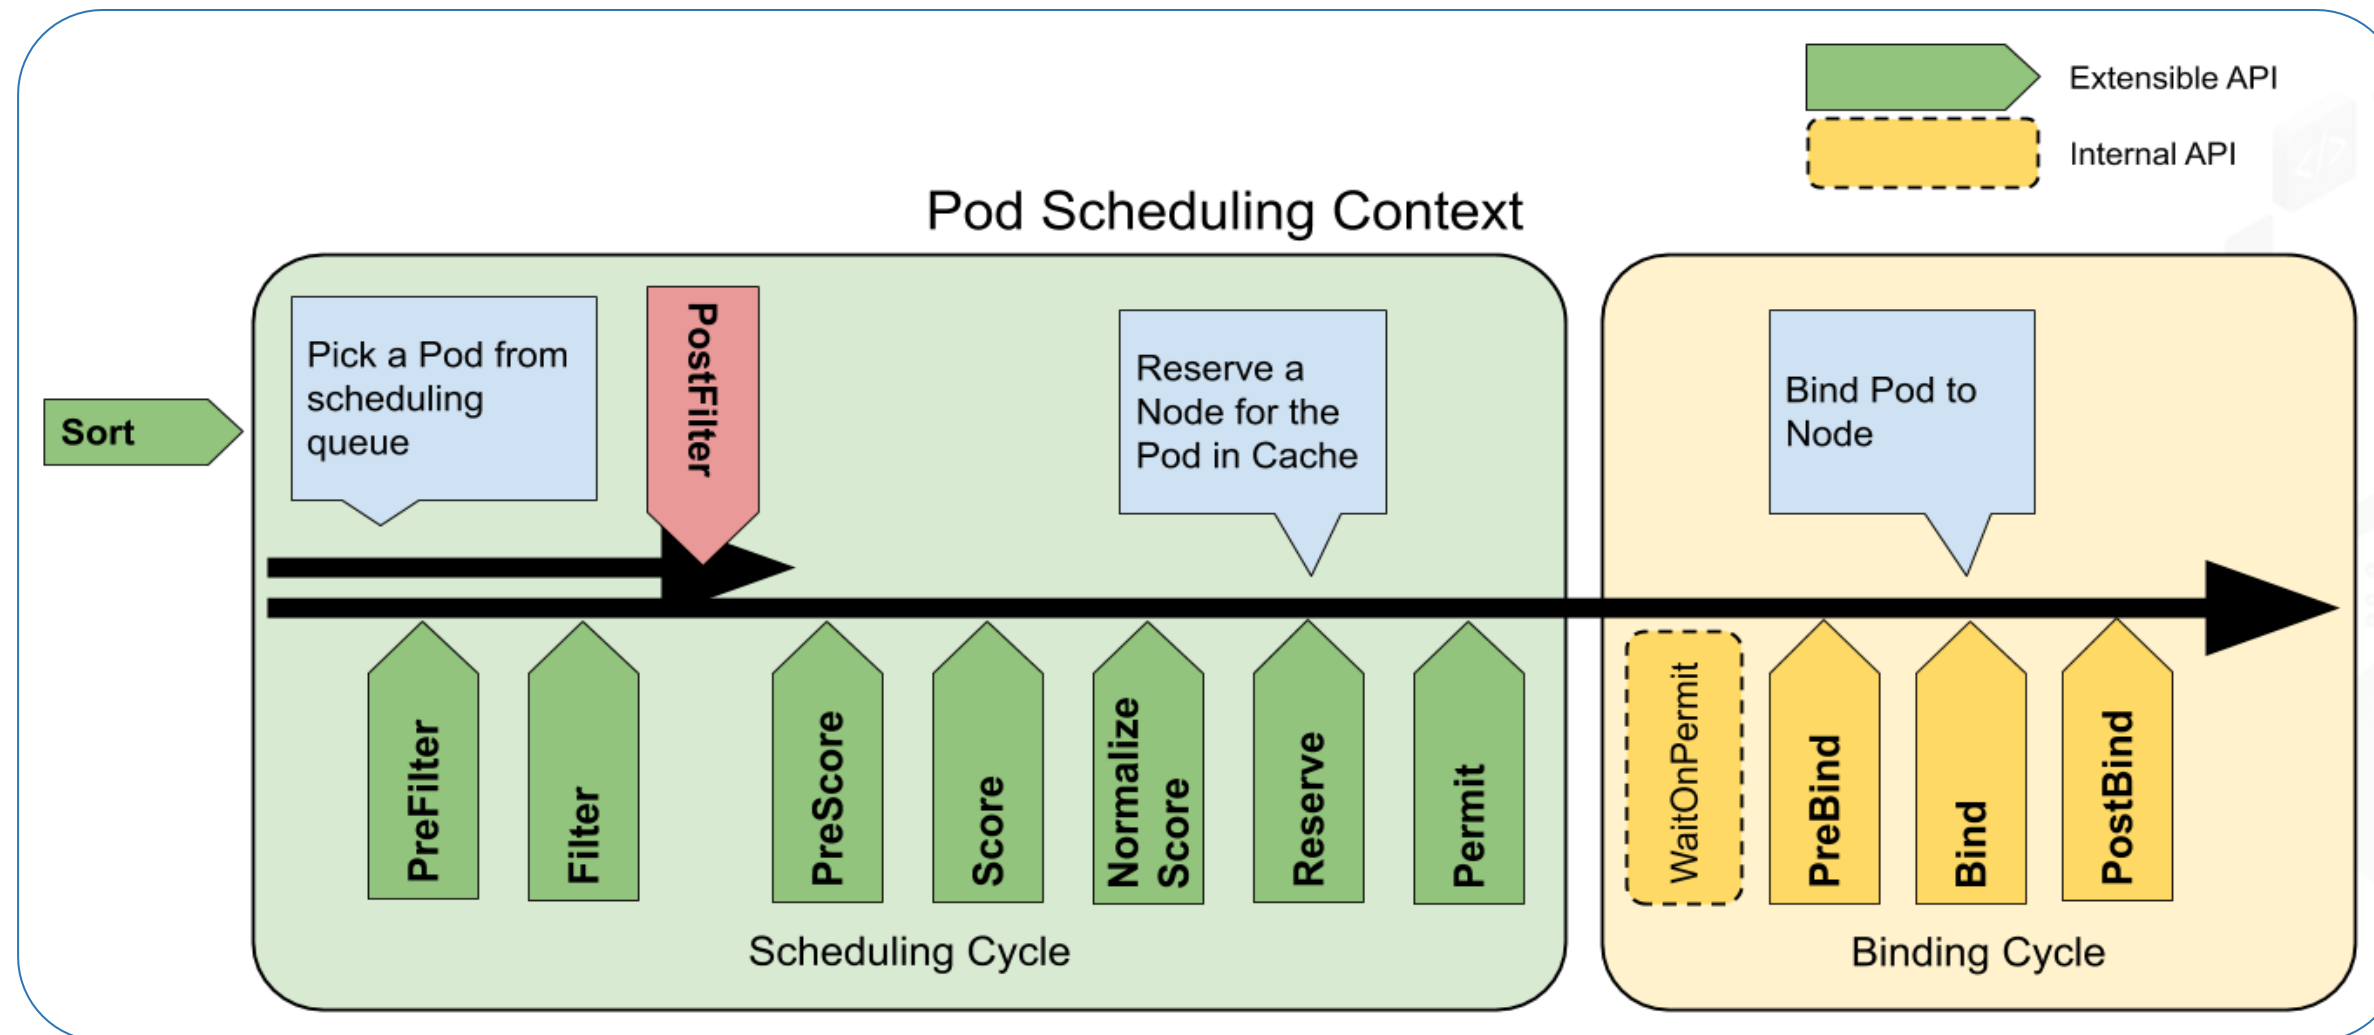 Extensible API
Internal API
Pod Scheduling Context
Sort
Pick a Pod from
scheduling
queue
PostFilter
Reserve a
Node for the
Pod in Cache
Bind Pod to
Node
PreFilter
Filter
PreScore
Score
Normalize
Score
Reserve
Permit
WaitOnPermit
PreBind
Bind
PostBind
Scheduling Cycle
Binding Cycle